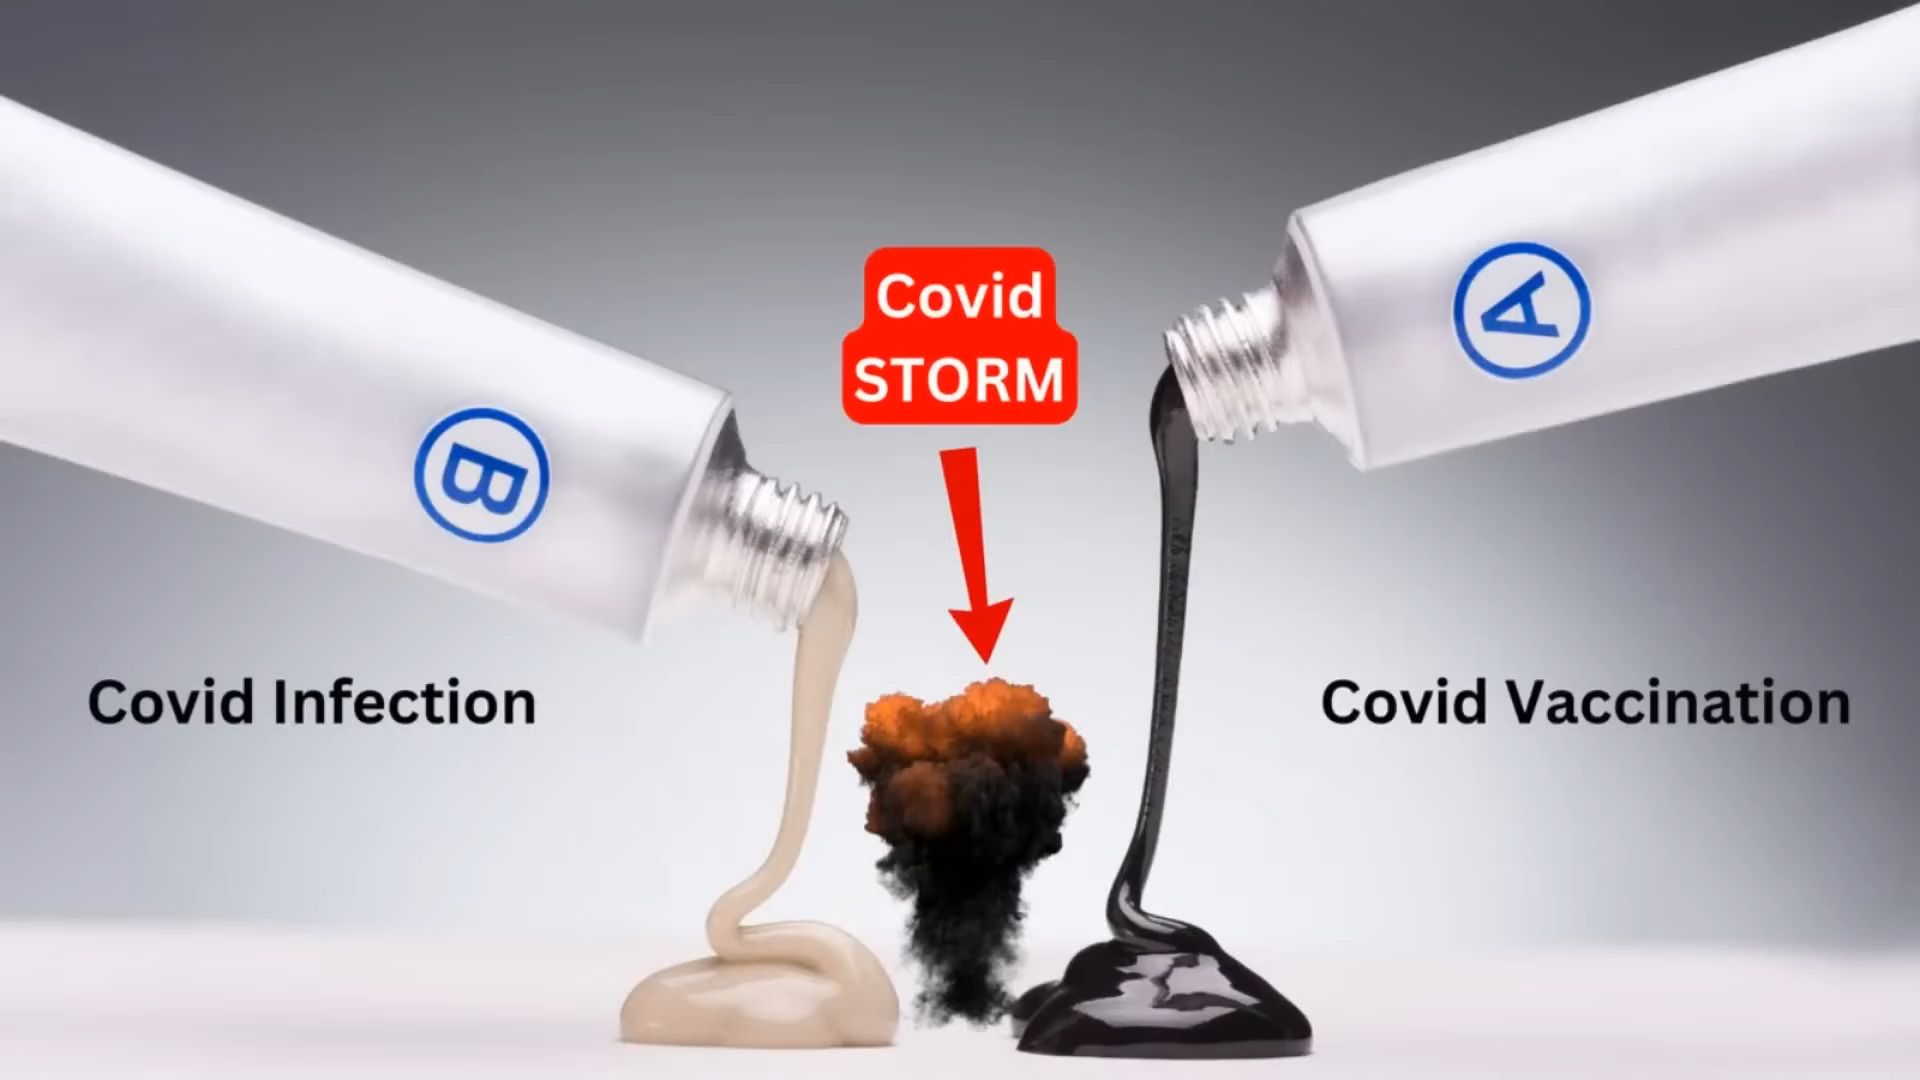 Covid
STORM
A
B
Covid Infection
Covid Vaccination